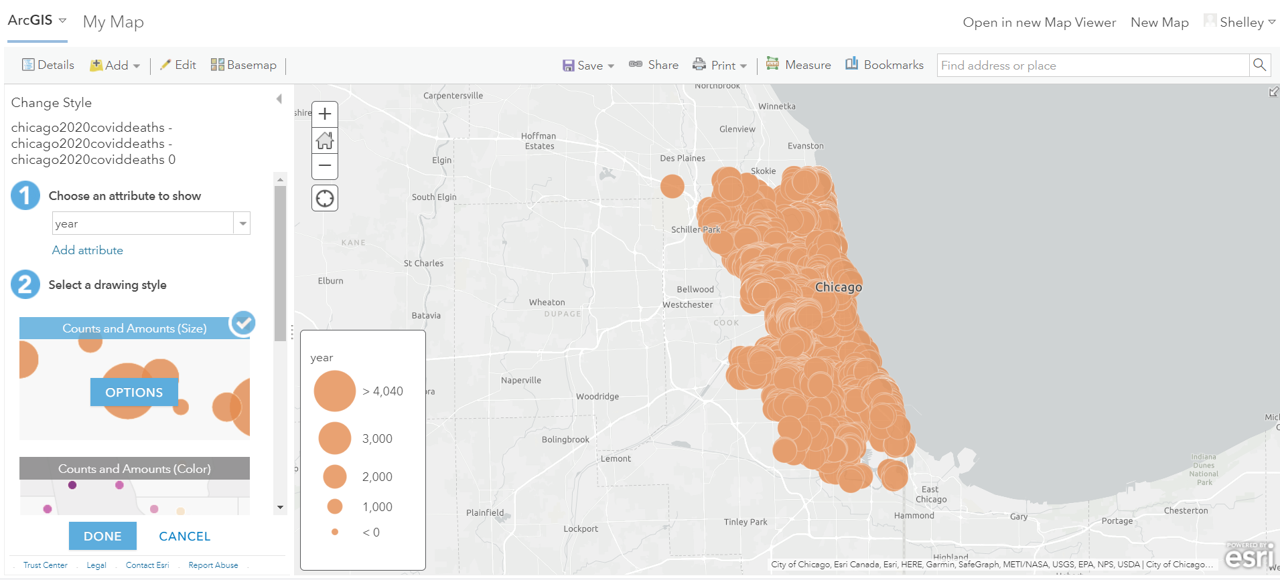 ArcGIS My Map
Open in new Map Viewer New Map Shelley
Details Add Edit Basemap
Save Share Print Measure Bookmarks Find address or place
Change Style
chicago2020coviddeaths -
chicago2020coviddeaths -
chicago2020coviddeaths 0
1 Choose an attribute to show
year
Add attribute
2 Select a drawing style
Counts and Amounts (Size)
OPTIONS
Counts and Amounts (Color)
DONE CANCEL
Trust Center Legal Contact Esri Report Abuse
Carpentersville
Northbrook
shire
Winnetka
Glenview
Hoffman
Estates
Evanston
Elgin
Des Plaines
Skokie
South Elgin
Schiller Park
KANE
St Charles
Elburn
Bellwood
Chicago
Wheaton
Westchester
DUPAGE
Batavia
COOK
year
> 4,040
3,000
2,000
1,000
< 0
Naperville
ora
Woodridge
Bolingbrook
Lemont
Plainfield
Lockport
Tinley Park
East
Chicago
Hammond
Gary
Portage
Chesterton
Indiana
Dunes
National
Park
Mich
C
Highland
City of Chicago, Esri Canada, Esri, HERE, Garmin, SafeGraph, METI/NASA, USGS, EPA, NPS, USDA | City of Chicago...
POWERED BY
esri